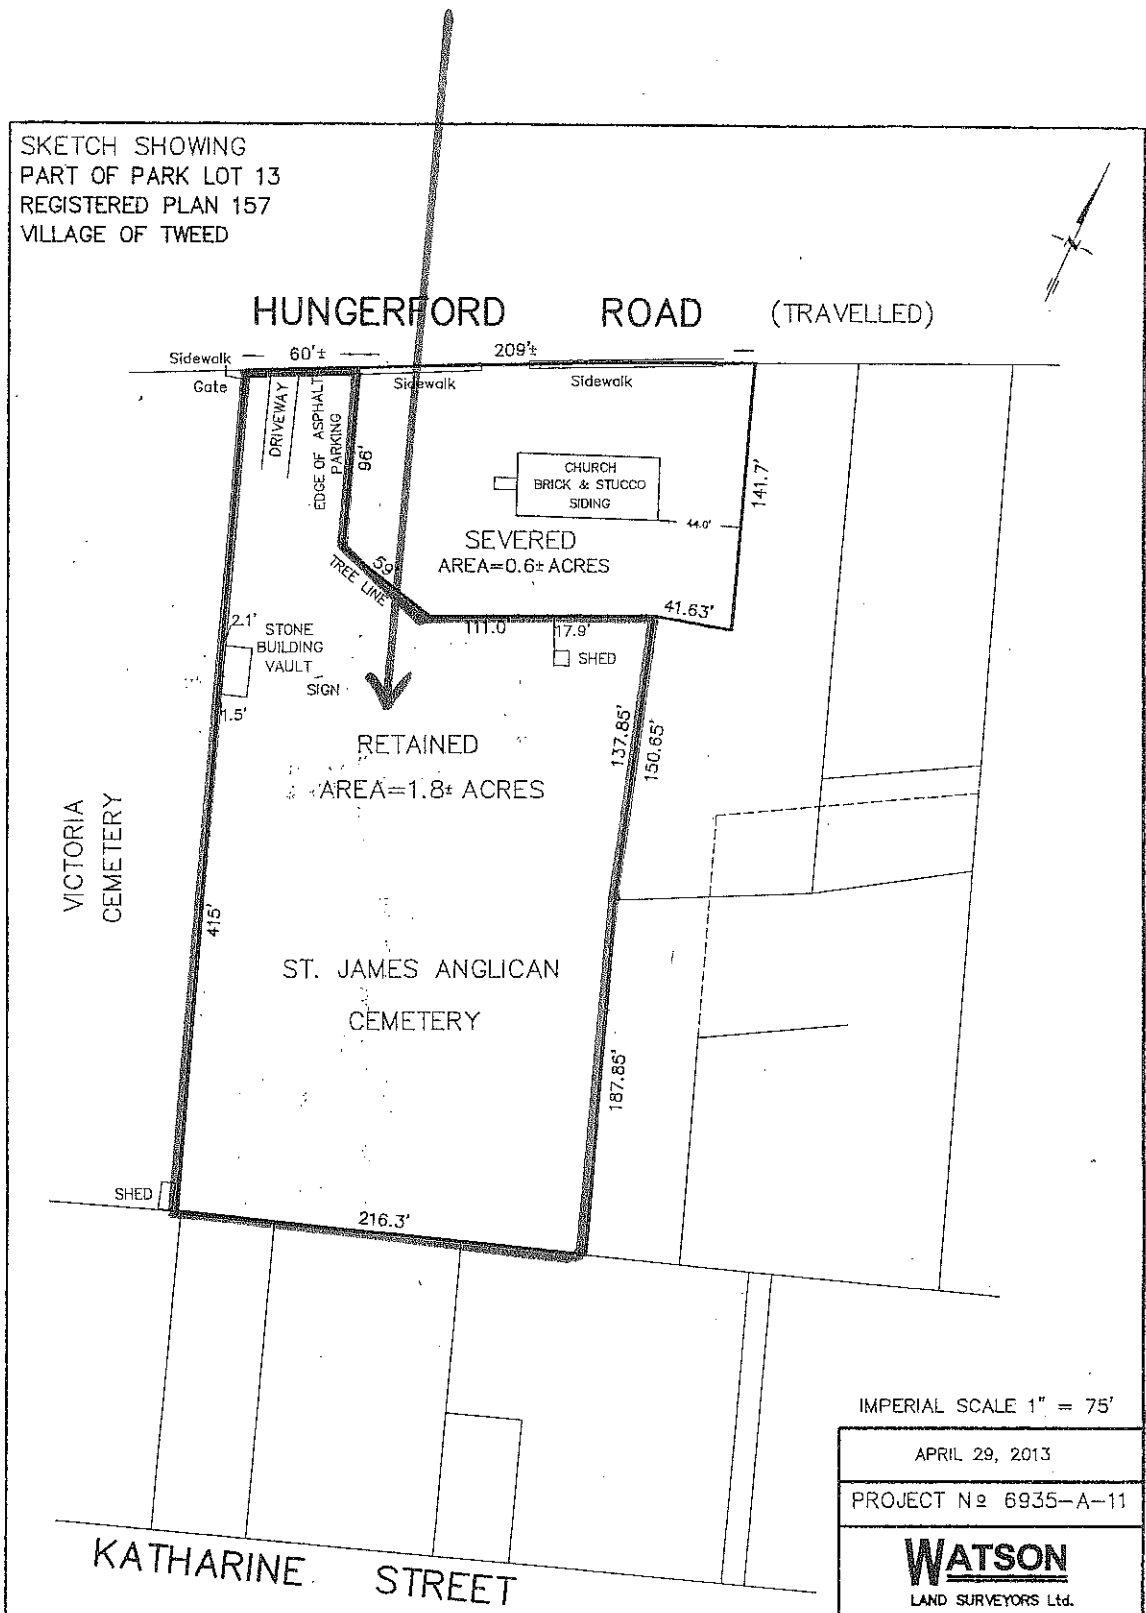 SKETCH SHOWING
PART OF PARK LOT 13
REGISTERED PLAN 157
VILLAGE OF TWEED
N
HUNGERFORD ROAD (TRAVELLED)
60'±
209'±
Sidewalk
Gate
Sidewalk
Sidewalk
DRIVEWAY
EDGE OF ASPHALT
PARKING
96'
CHURCH
BRICK & STUCCO
SIDING
44.0'
141.7'
SEVERED
AREA=0.6± ACRES
59'
TREE LINE
41.63'
111.0'
17.9'
SHED
2.1'
STONE
BUILDING
VAULT
SIGN
1.5'
RETAINED
AREA=1.8± ACRES
137.85'
150.65'
VICTORIA
CEMETERY
415'
ST. JAMES ANGLICAN
CEMETERY
187.85'
SHED
216.3'
KATHARINE STREET
IMPERIAL SCALE 1" = 75'
APRIL 29, 2013
PROJECT Nº 6935-A-11
WATSON
LAND SURVEYORS Ltd.